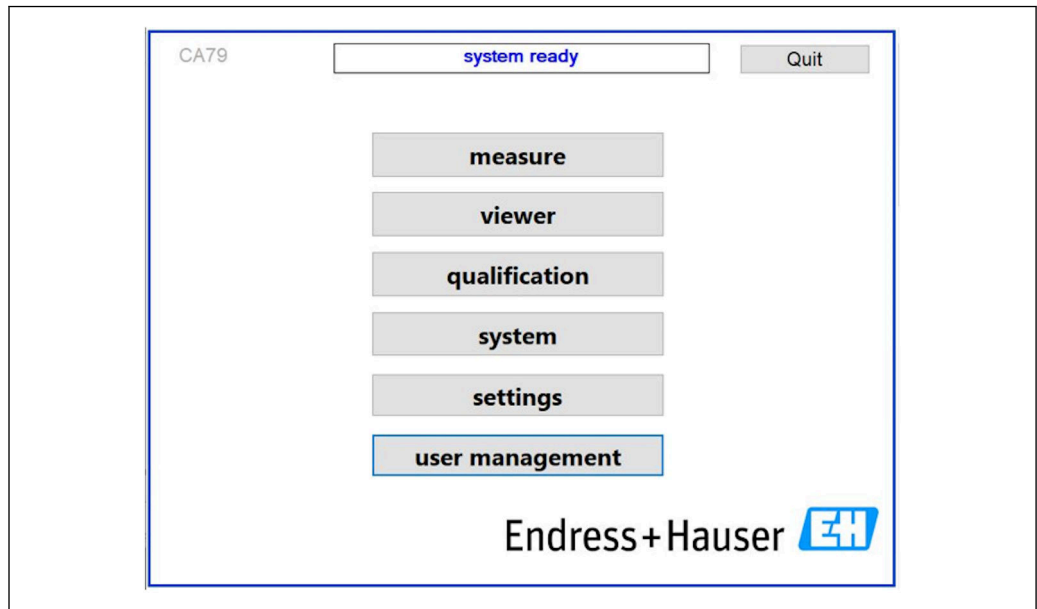 CA79
system ready
Quit
measure
viewer
qualification
system
settings
user management
Endress+Hauser EH